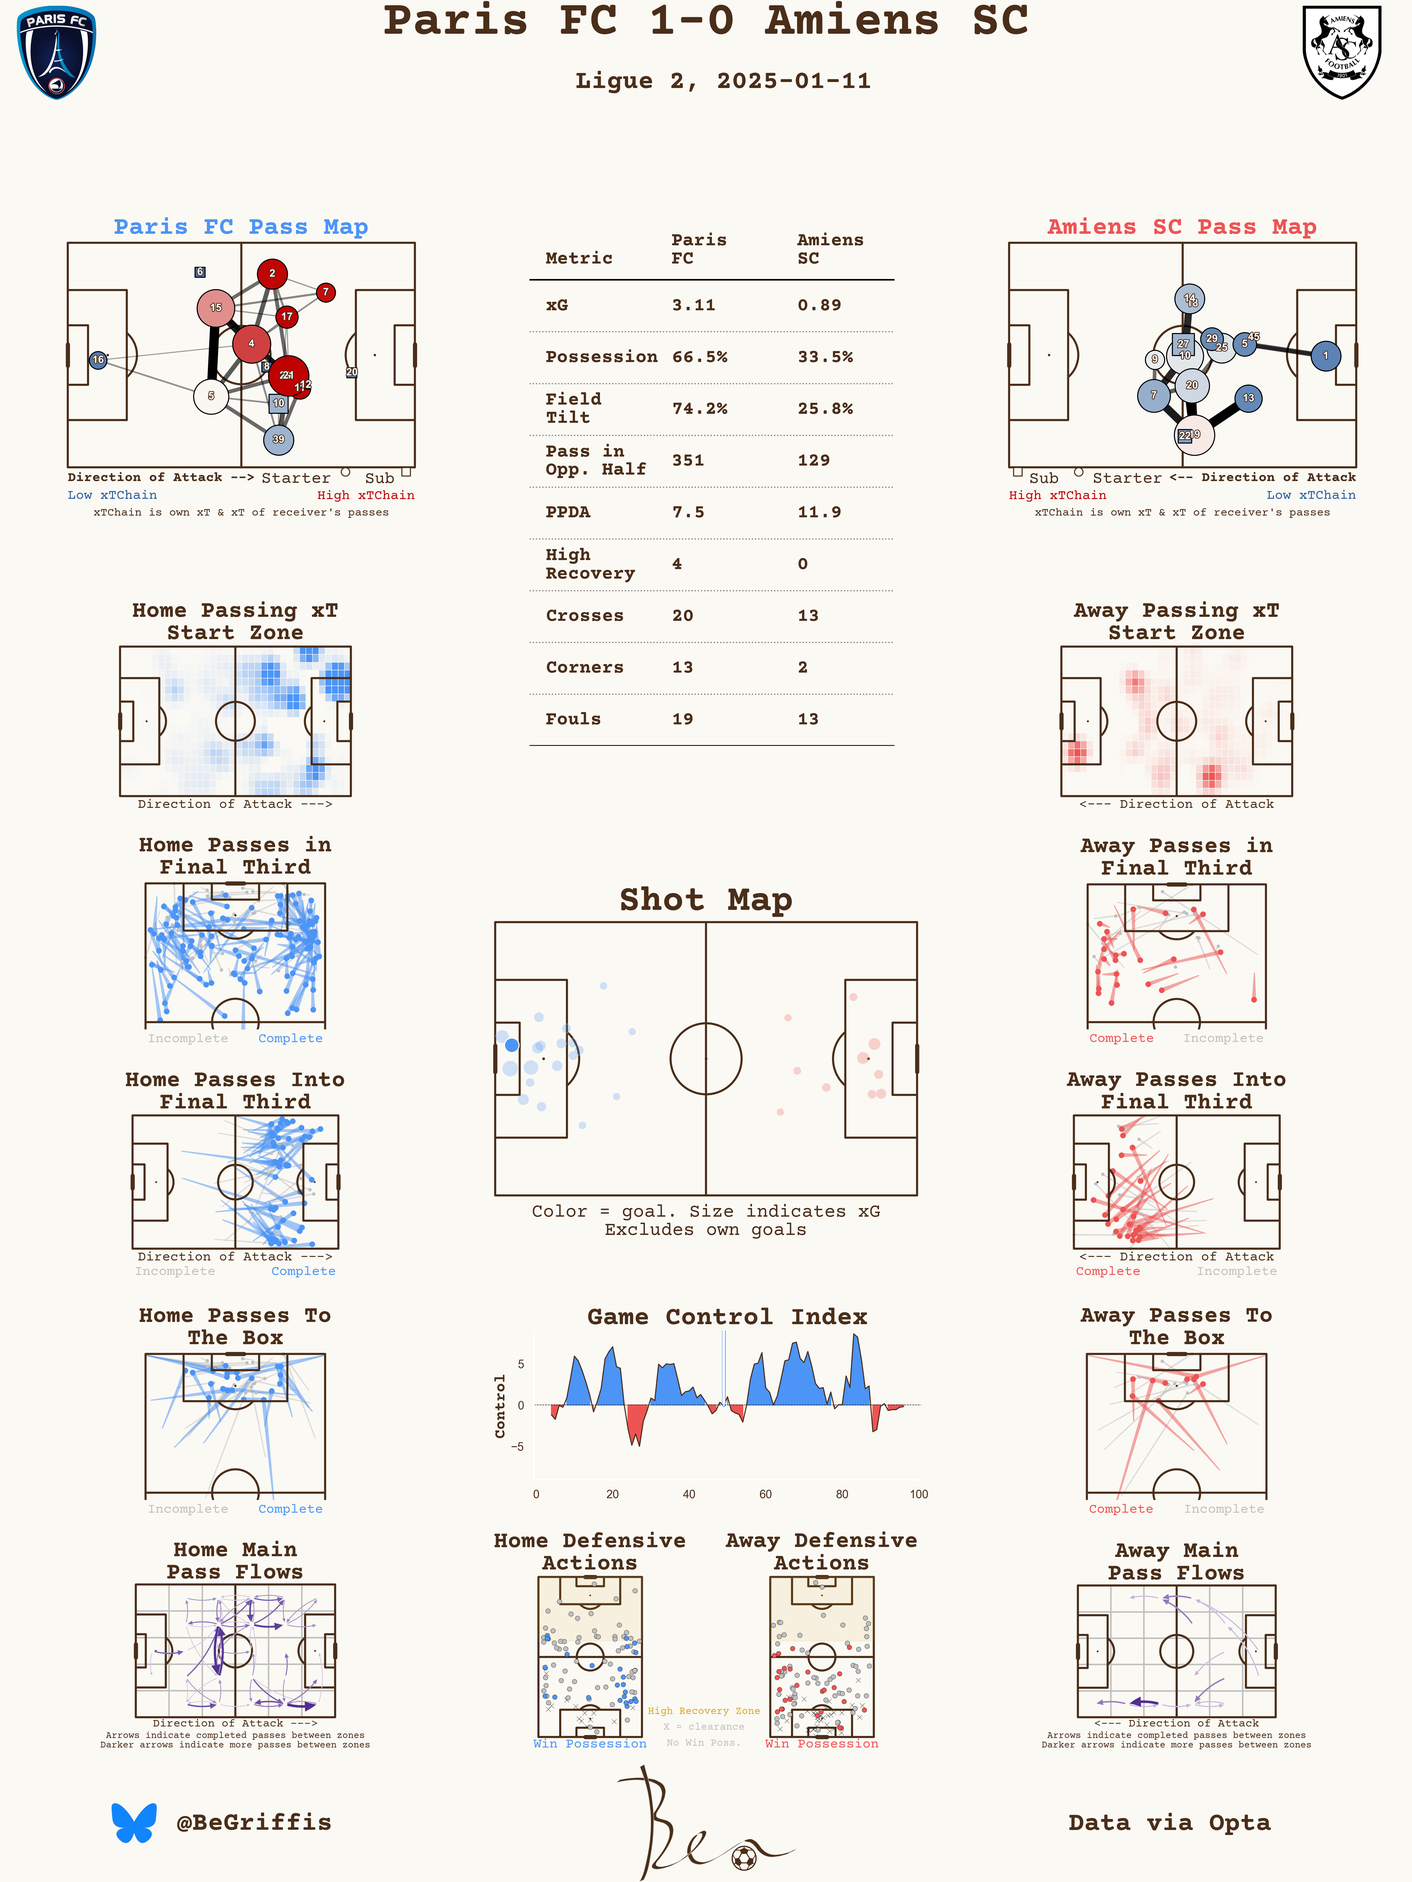 Paris FC 1-0 Amiens SC
Ligue 2, 2025-01-11
PARIS FC
AMIENS
ASC
FOOTBALL
Paris FC Pass Map
6
2
7
15
17
4
16
8
20
5
10
12
39
Direction of Attack --> Starter Sub
Low xTChain High xTChain
xTChain is own xT & xT of receiver's passes
Metric Paris FC Amiens SC
xG 3.11 0.89
Possession 66.5% 33.5%
Field Tilt 74.2% 25.8%
Pass in Opp. Half 351 129
PPDA 7.5 11.9
High Recovery 4 0
Crosses 20 13
Corners 13 2
Fouls 19 13
Amiens SC Pass Map
14
13
29
45
27
25
5
9
10
1
20
7
13
22
19
Sub Starter <-- Direction of Attack
High xTChain Low xTChain
xTChain is own xT & xT of receiver's passes
Home Passing xT
Start Zone
Direction of Attack --->
Away Passing xT
Start Zone
<--- Direction of Attack
Home Passes in
Final Third
Incomplete Complete
Away Passes in
Final Third
Complete Incomplete
Shot Map
Color = goal. Size indicates xG
Excludes own goals
Home Passes Into
Final Third
Direction of Attack --->
Incomplete Complete
Away Passes Into
Final Third
<--- Direction of Attack
Complete Incomplete
Home Passes To
The Box
Incomplete Complete
Game Control Index
Control
5
0
−5
0 20 40 60 80 100
Away Passes To
The Box
Complete Incomplete
Home Main
Pass Flows
Direction of Attack --->
Arrows indicate completed passes between zones
Darker arrows indicate more passes between zones
Home Defensive
Actions
Win Possession
Away Defensive
Actions
Win Possession
High Recovery Zone
X = clearance
No Win Poss.
Away Main
Pass Flows
<--- Direction of Attack
Arrows indicate completed passes between zones
Darker arrows indicate more passes between zones
@BeGriffis
Ben
Data via Opta